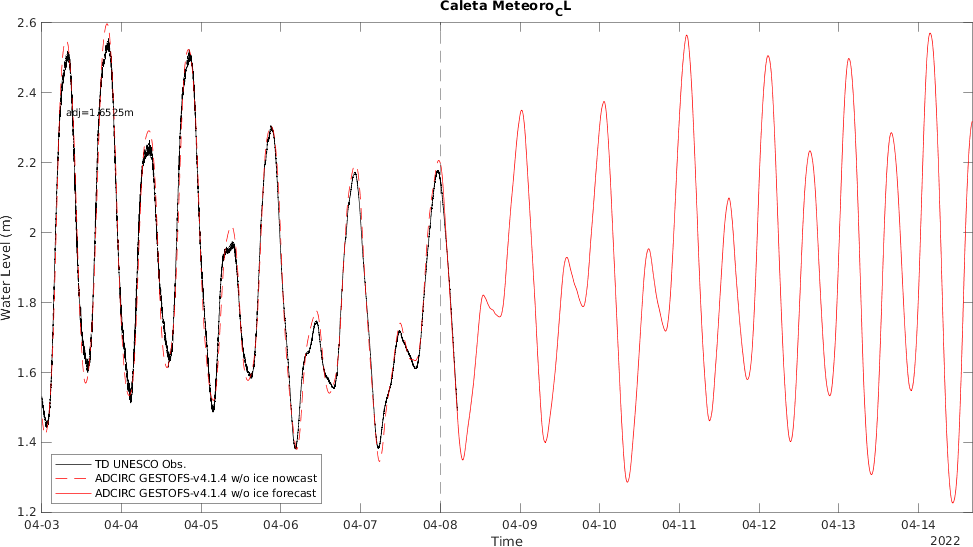 Caleta Meteoro_CL
2.6
2.4
adj=1.6525m
2.2
2
1.8
1.6
1.4
1.2
Water Level (m)
TD UNESCO Obs.
ADCIRC GESTOFS-v4.1.4 w/o ice nowcast
ADCIRC GESTOFS-v4.1.4 w/o ice forecast
04-03 04-04 04-05 04-06 04-07 04-08 04-09 04-10 04-11 04-12 04-13 04-14
Time
2022